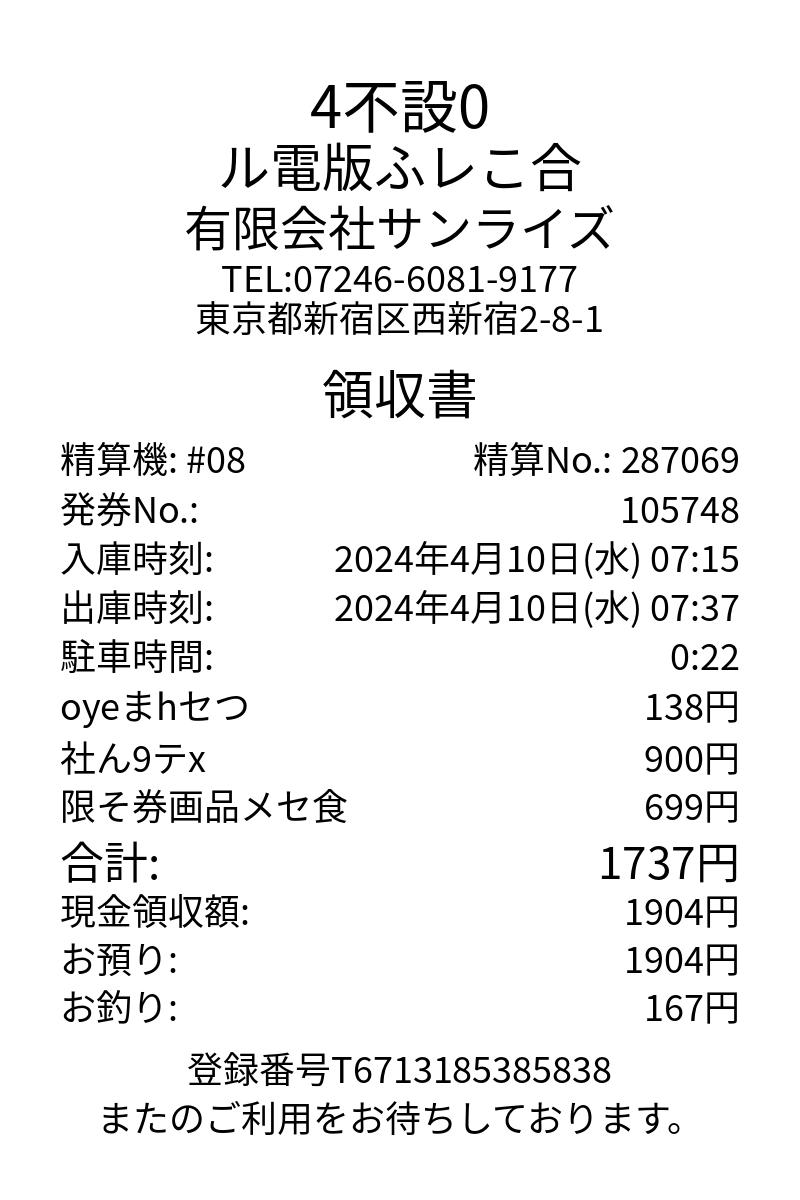 4不設0
ル電版ふレこ合
有限会社サンライズ
TEL:07246-6081-9177
東京都新宿区西新宿2-8-1
領収書
精算機: #08 精算No.: 287069
発券No.: 105748
入庫時刻: 2024年4月10日(水) 07:15
出庫時刻: 2024年4月10日(水) 07:37
駐車時間: 0:22
oyeまhセつ 138円
社ん9テx 900円
限そ券画品メセ食 699円
合計: 1737円
現金領収額: 1904円
お預り: 1904円
お釣り: 167円
登録番号T6713185385838
またのご利用をお待ちしております。